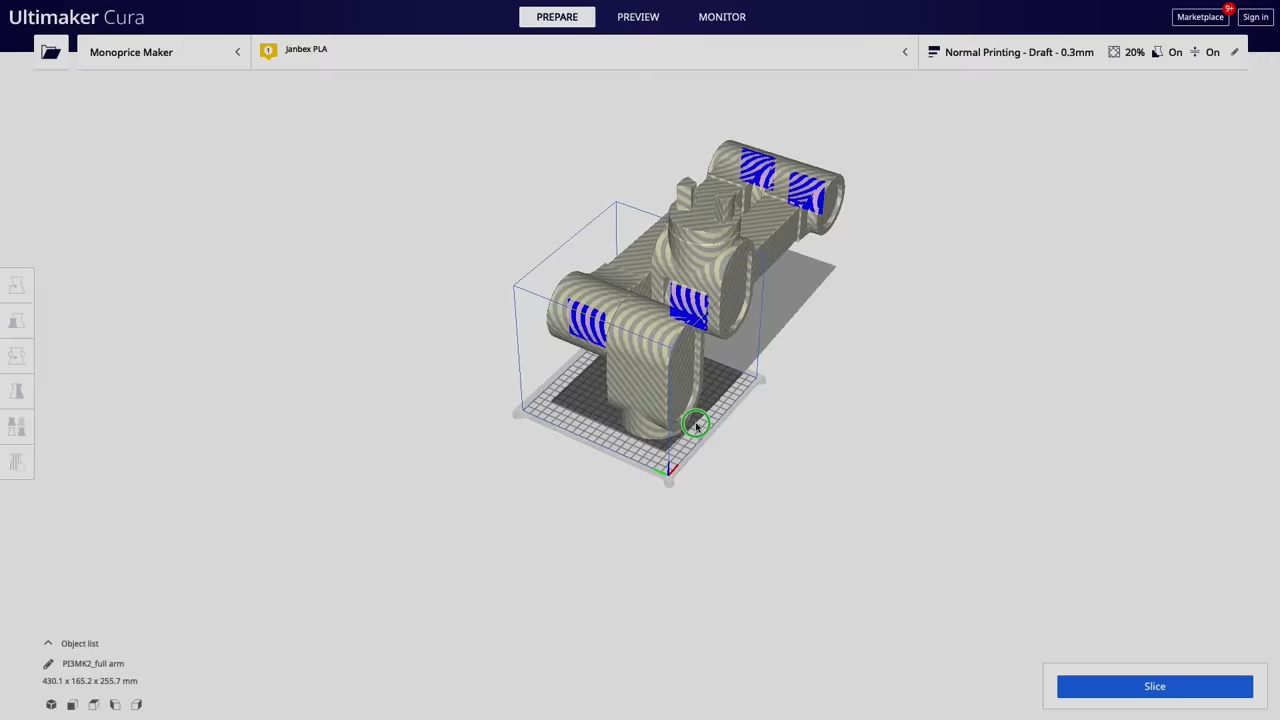 Ultimaker Cura
PREPARE
PREVIEW
MONITOR
Marketplace
9+
Sign in
Monoprice Maker
1
Janbex PLA
Normal Printing - Draft - 0.3mm
20%
On
On
Object list
PI3MK2_full arm
430.1 x 165.2 x 255.7 mm
Slice